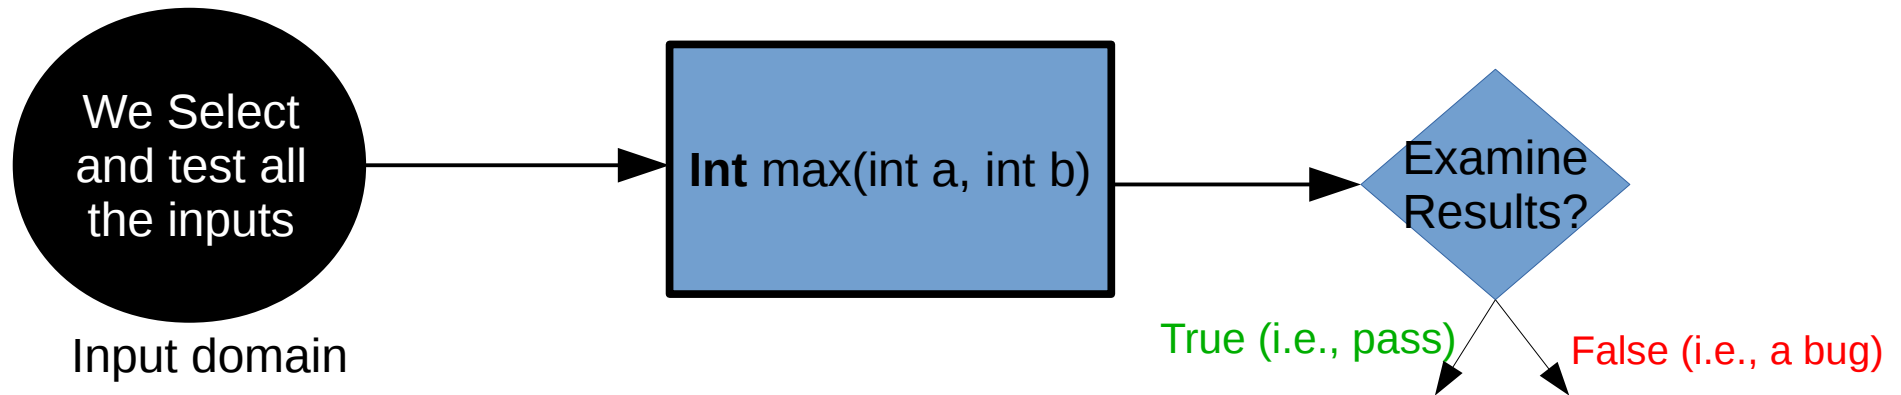 We Select
and test all
the inputs
Input domain
Int max(int a, int b)
Examine
Results?
True (i.e., pass)
False (i.e., a bug)